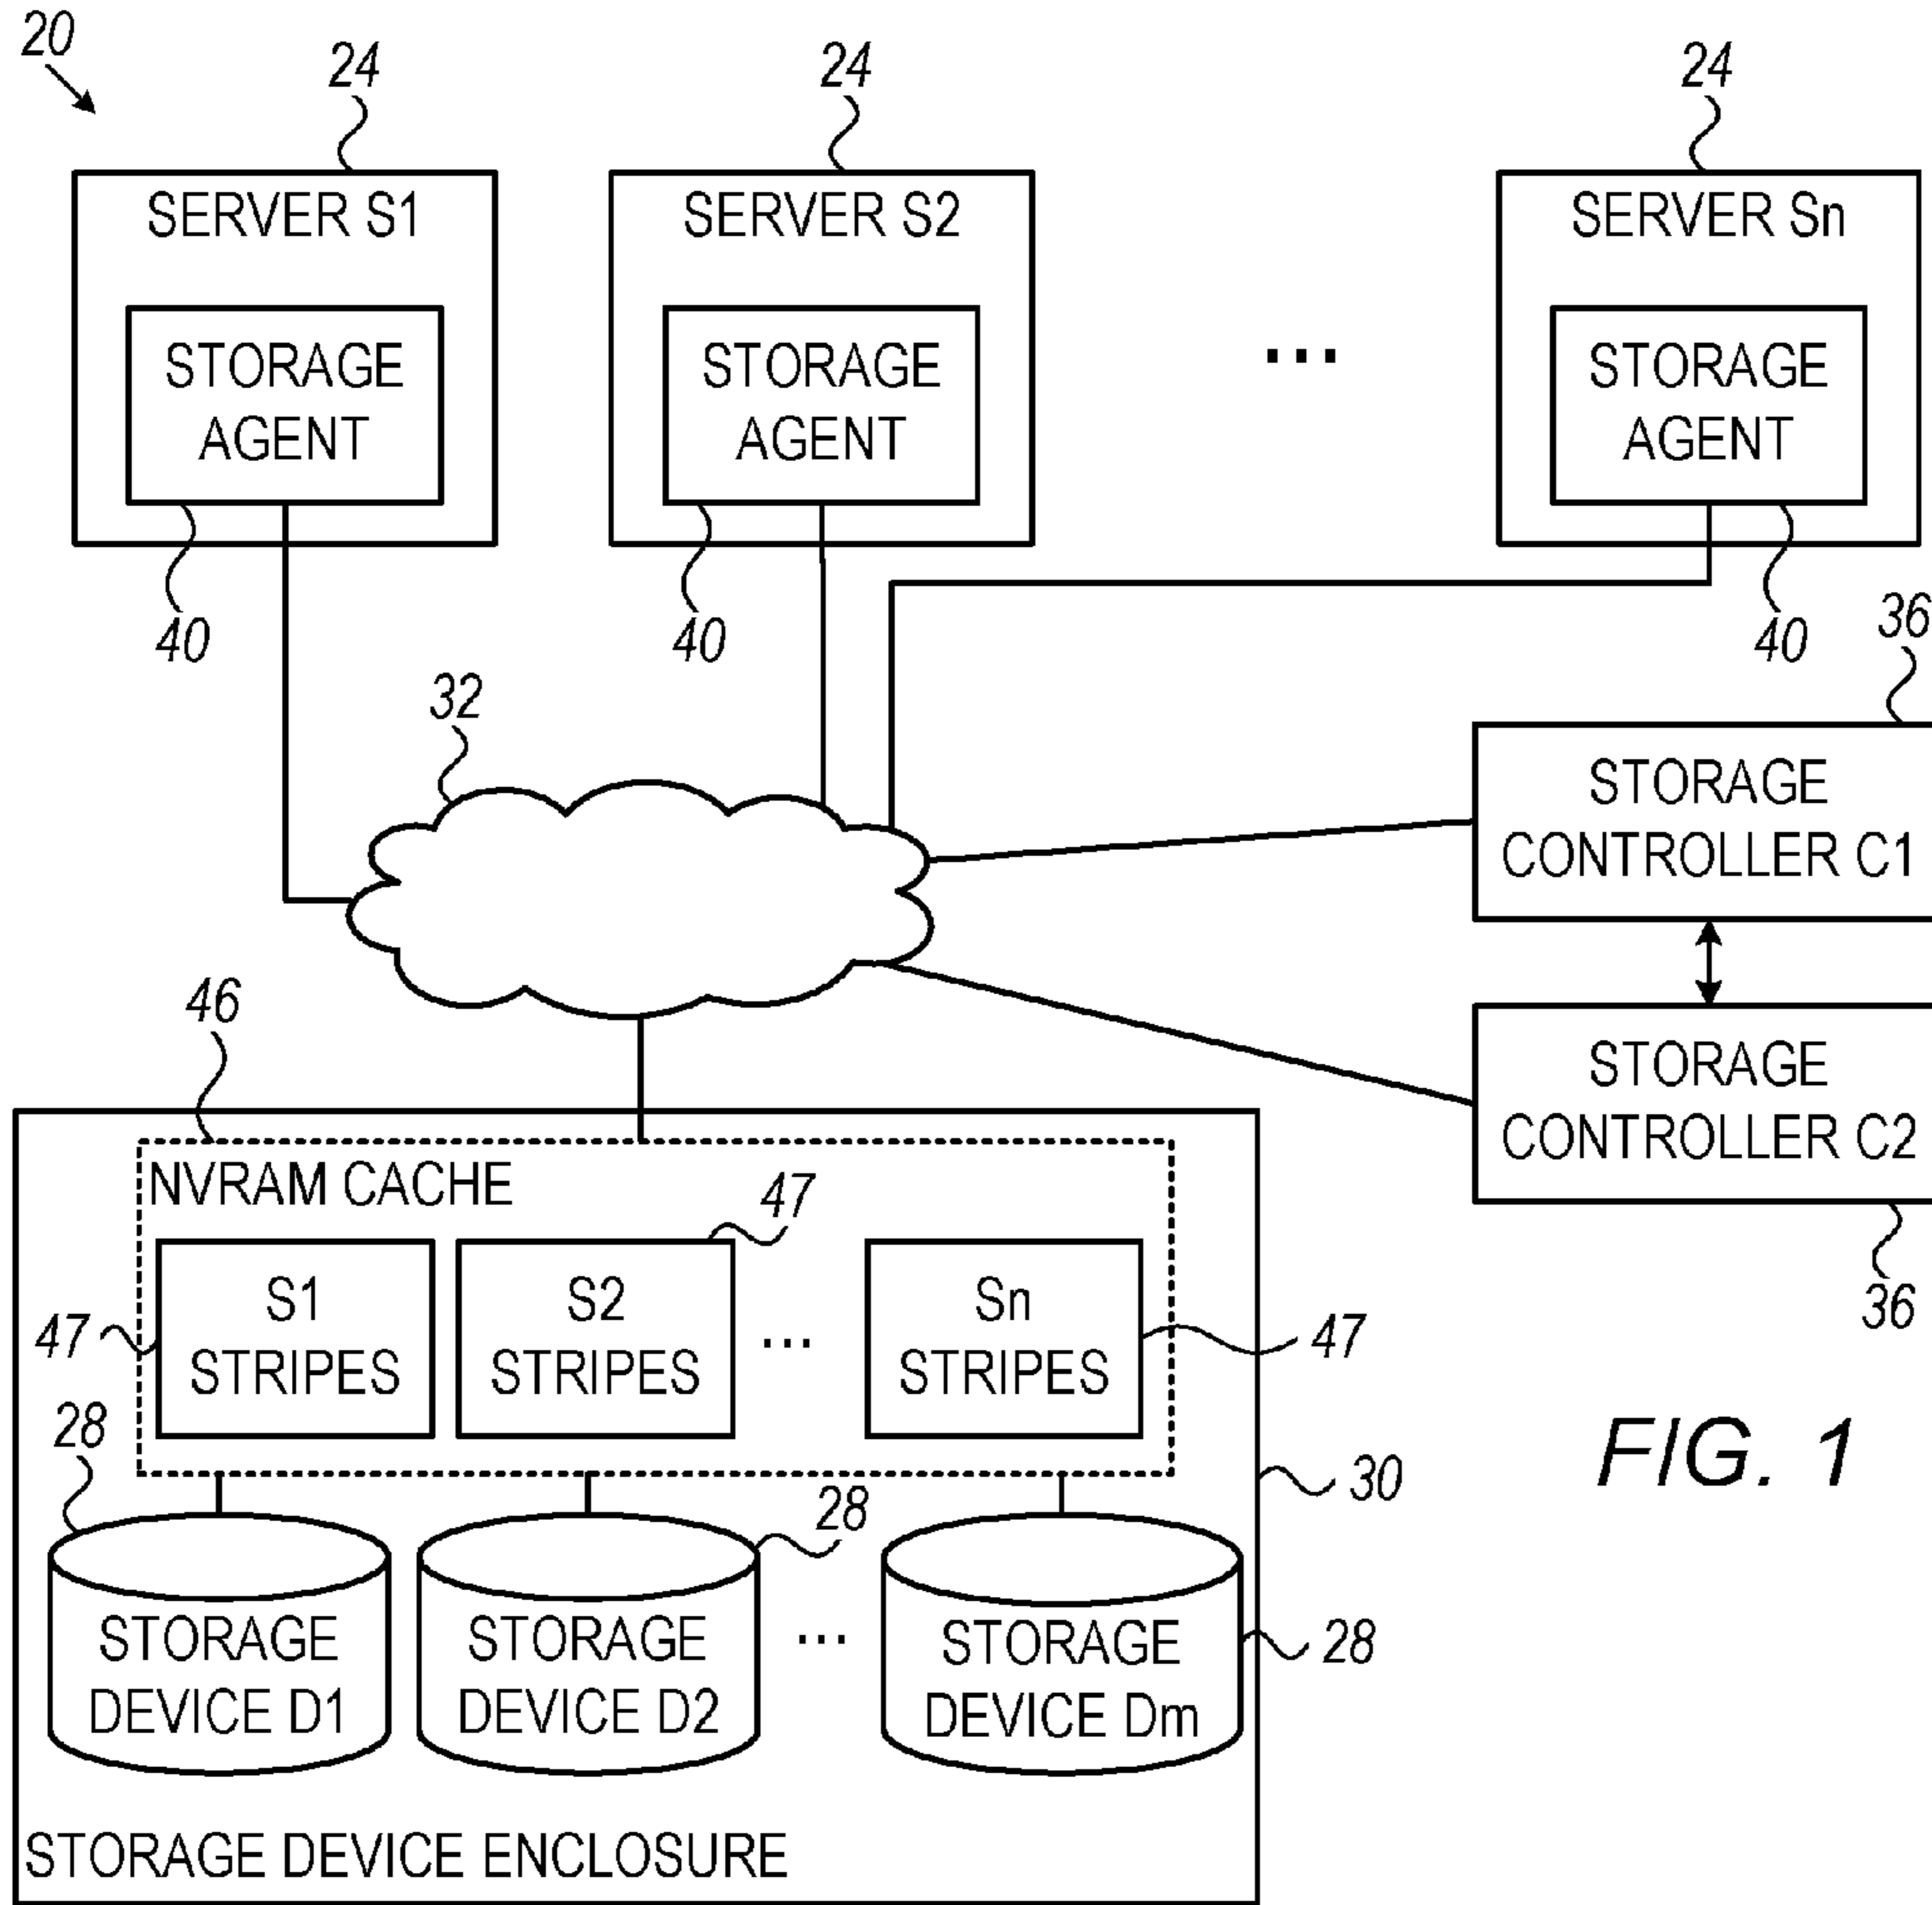 20
24
24
24
SERVER S1
SERVER S2
SERVER Sn
STORAGE
AGENT
STORAGE
AGENT
...
STORAGE
AGENT
40
40
40
36
32
STORAGE
CONTROLLER C1
46
STORAGE
CONTROLLER C2
36
NVRAM CACHE
47
S1
STRIPES
S2
STRIPES
...
Sn
STRIPES
47
47
28
FIG. 1
30
28
STORAGE
DEVICE D1
STORAGE
DEVICE D2
...
STORAGE
DEVICE Dm
28
STORAGE DEVICE ENCLOSURE